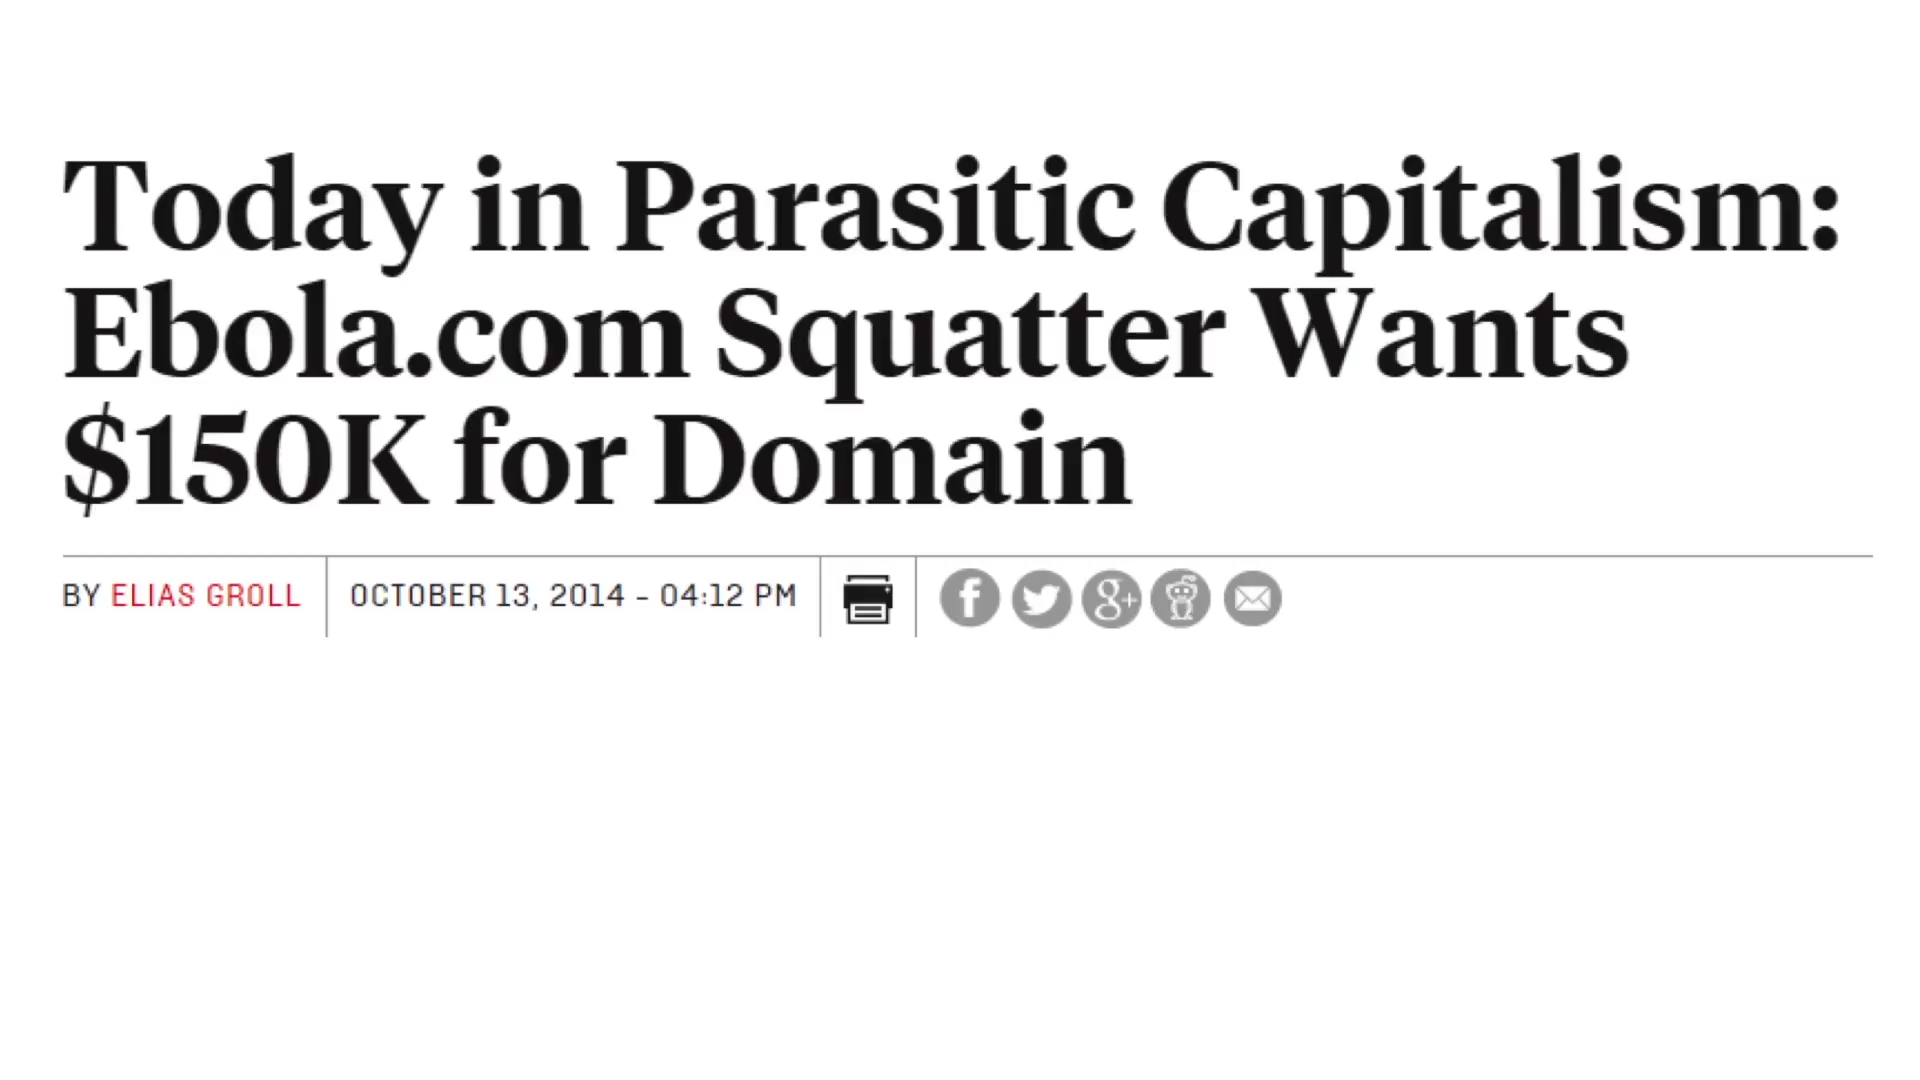 Today in Parasitic Capitalism:
Ebola.com Squatter Wants
$150K for Domain
BY ELIAS GROLL OCTOBER 13, 2014 - 04:12 PM